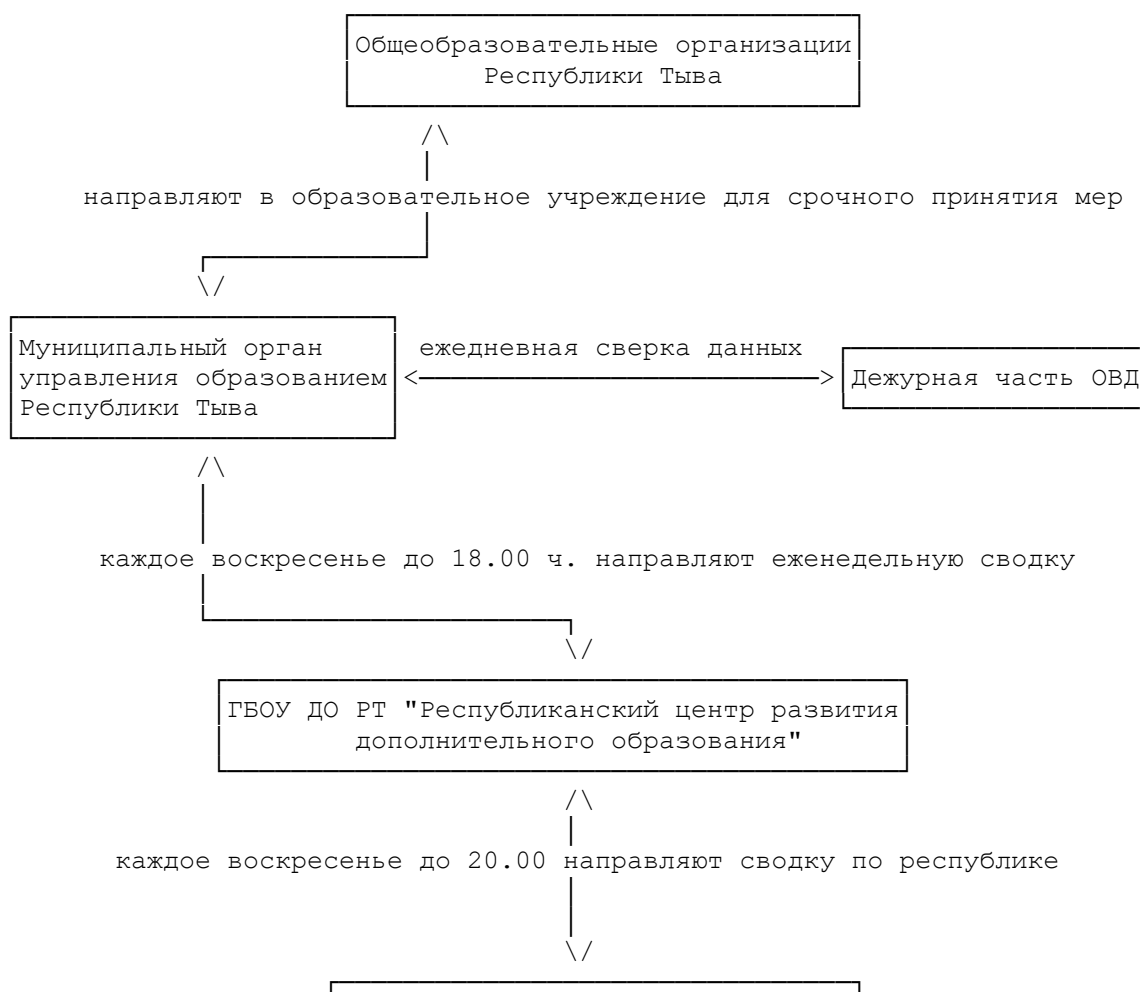 Общеобразовательные организации
Республики Тыва
направляют в образовательное учреждение для срочного принятия мер
Муниципальный орган
управления образованием
Республики Тыва
ежедневная сверка данных
Дежурная часть ОВД
каждое воскресенье до 18.00 ч. направляют еженедельную сводку
ГБОУ ДО РТ "Республиканский центр развития
дополнительного образования"
каждое воскресенье до 20.00 направляют сводку по республике